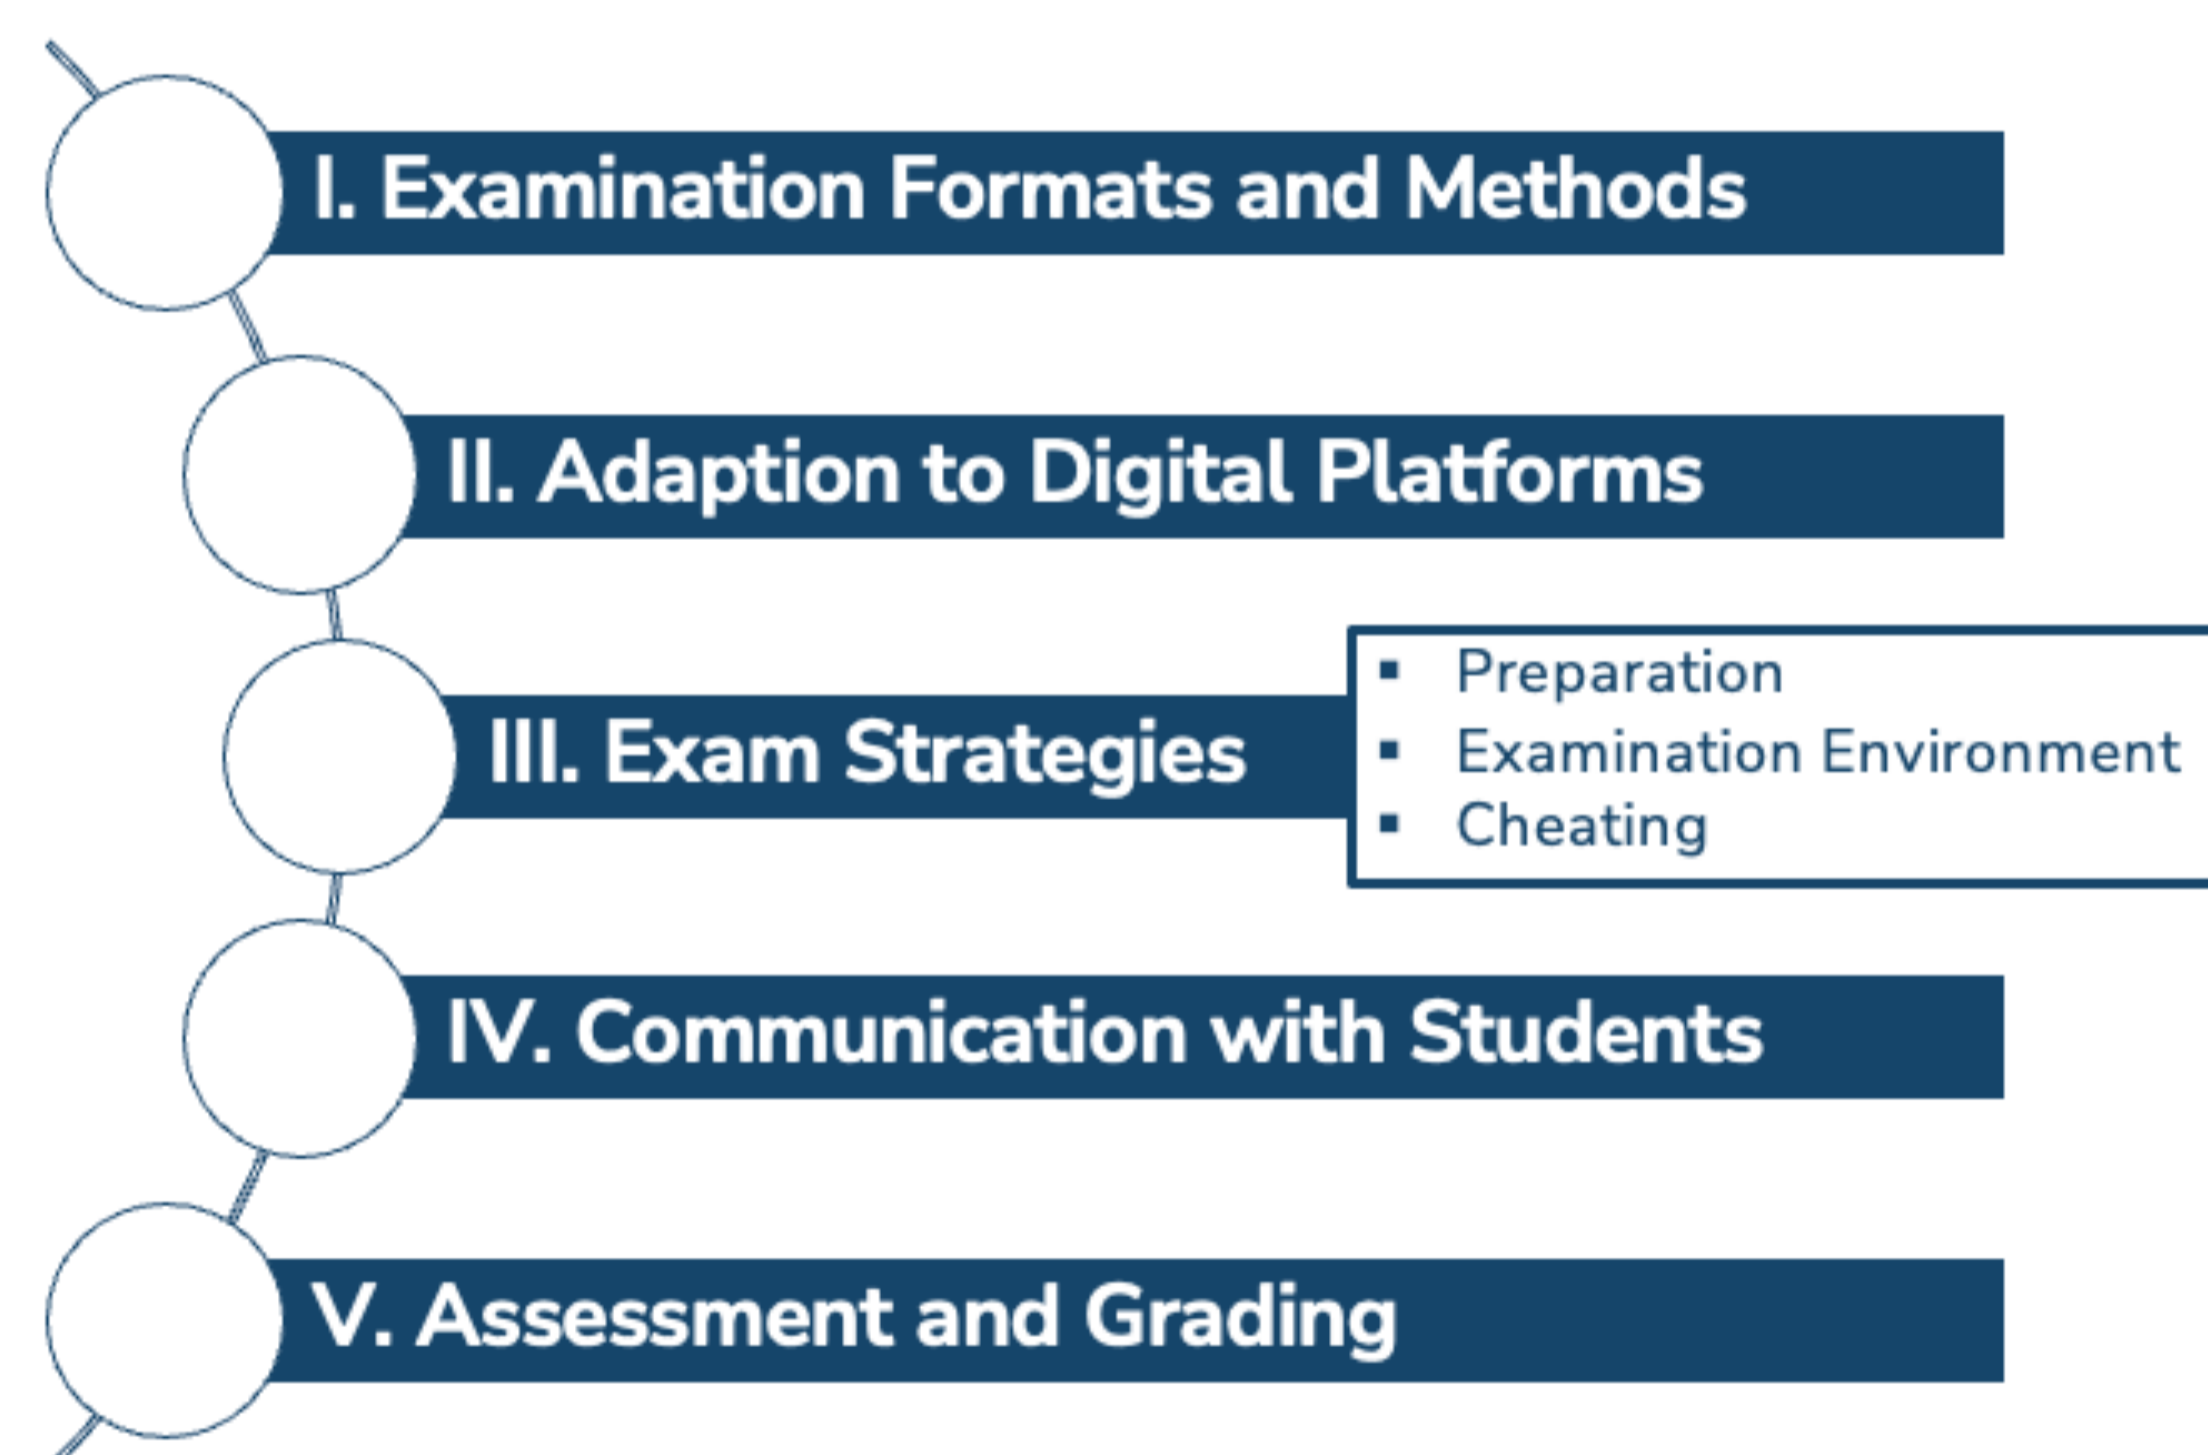 I. Examination Formats and Methods
II. Adaption to Digital Platforms
III. Exam Strategies
▪ Preparation
▪ Examination Environment
▪ Cheating
IV. Communication with Students
V. Assessment and Grading